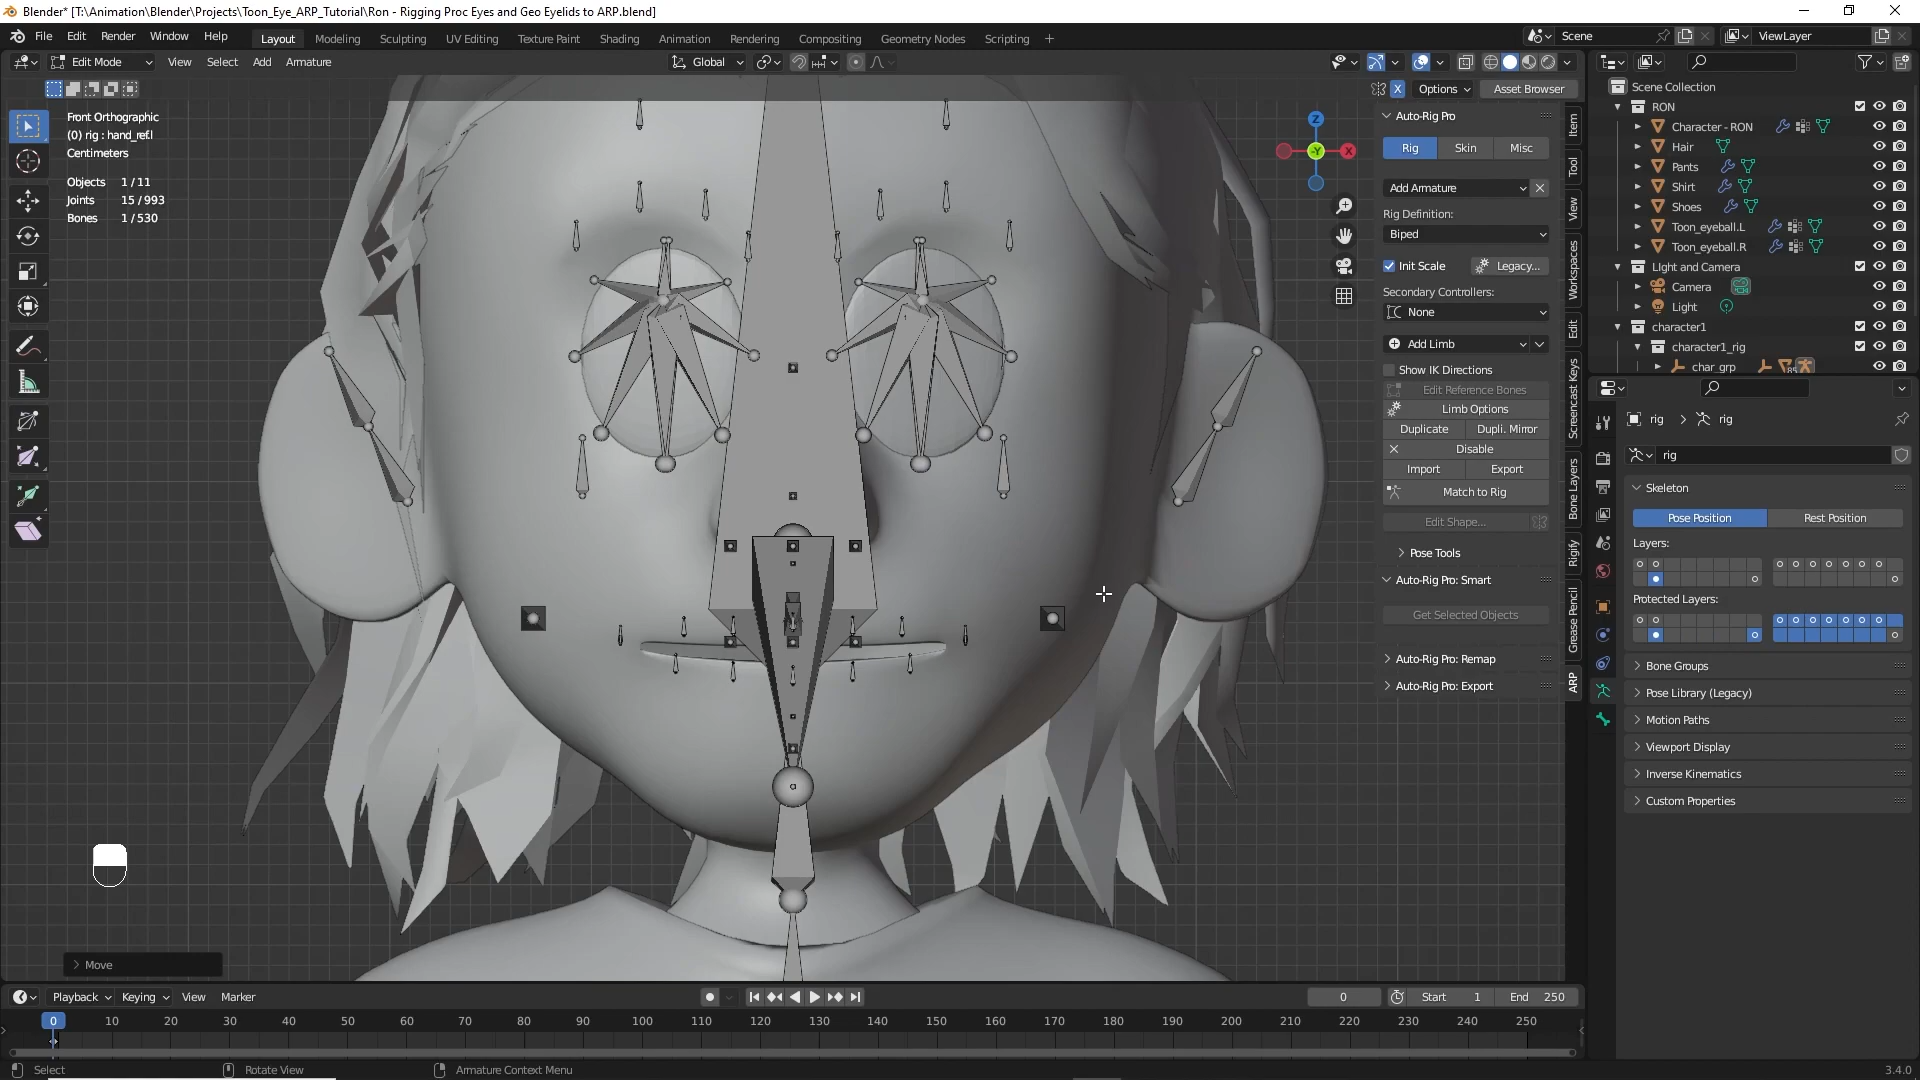 Blender* [T:\Animation\Blender\Projects\Toon_Eye_ARP_Tutorial\Ron - Rigging Proc Eyes and Geo Eyelids to ARP.blend]
File Edit Render Window Help
Layout Modeling Sculpting UV Editing Texture Paint Shading Animation Rendering Compositing Geometry Nodes Scripting +
Scene
ViewLayer
Edit Mode View Select Add Armature
Global
Options
Asset Browser
Front Orthographic
(0) rig : hand_ref.l
Centimeters
Objects 1/11
Joints 15/993
Bones 1/530
Z
-Y
X
Auto-Rig Pro
Rig Skin Misc
Add Armature
Rig Definition:
Biped
Init Scale Legacy...
Secondary Controllers:
None
Add Limb
Show IK Directions
Edit Reference Bones
Limb Options
Duplicate Dupli. Mirror
Disable
Import Export
Match to Rig
Edit Shape...
Pose Tools
Auto-Rig Pro: Smart
Get Selected Objects
Auto-Rig Pro: Remap
Auto-Rig Pro: Export
Item
Tool
View
Workspaces
Edit
Screencast Keys
Bone Layers
Rigify
Grease Pencil
ARP
Scene Collection
RON
Character - RON
Hair
Pants
Shirt
Shoes
Toon_eyeball.L
Toon_eyeball.R
LIght and Camera
Camera
Light
character1
character1_rig
char_grp
85
rig rig
rig
Skeleton
Pose Position Rest Position
Layers:
Protected Layers:
Bone Groups
Pose Library (Legacy)
Motion Paths
Viewport Display
Inverse Kinematics
Custom Properties
Move
Playback Keying View Marker
0 Start 1 End 250
0 10 20 30 40 50 60 70 80 90 100 110 120 130 140 150 160 170 180 190 200 210 220 230 240 250
Select Rotate View Armature Context Menu
3.4.0